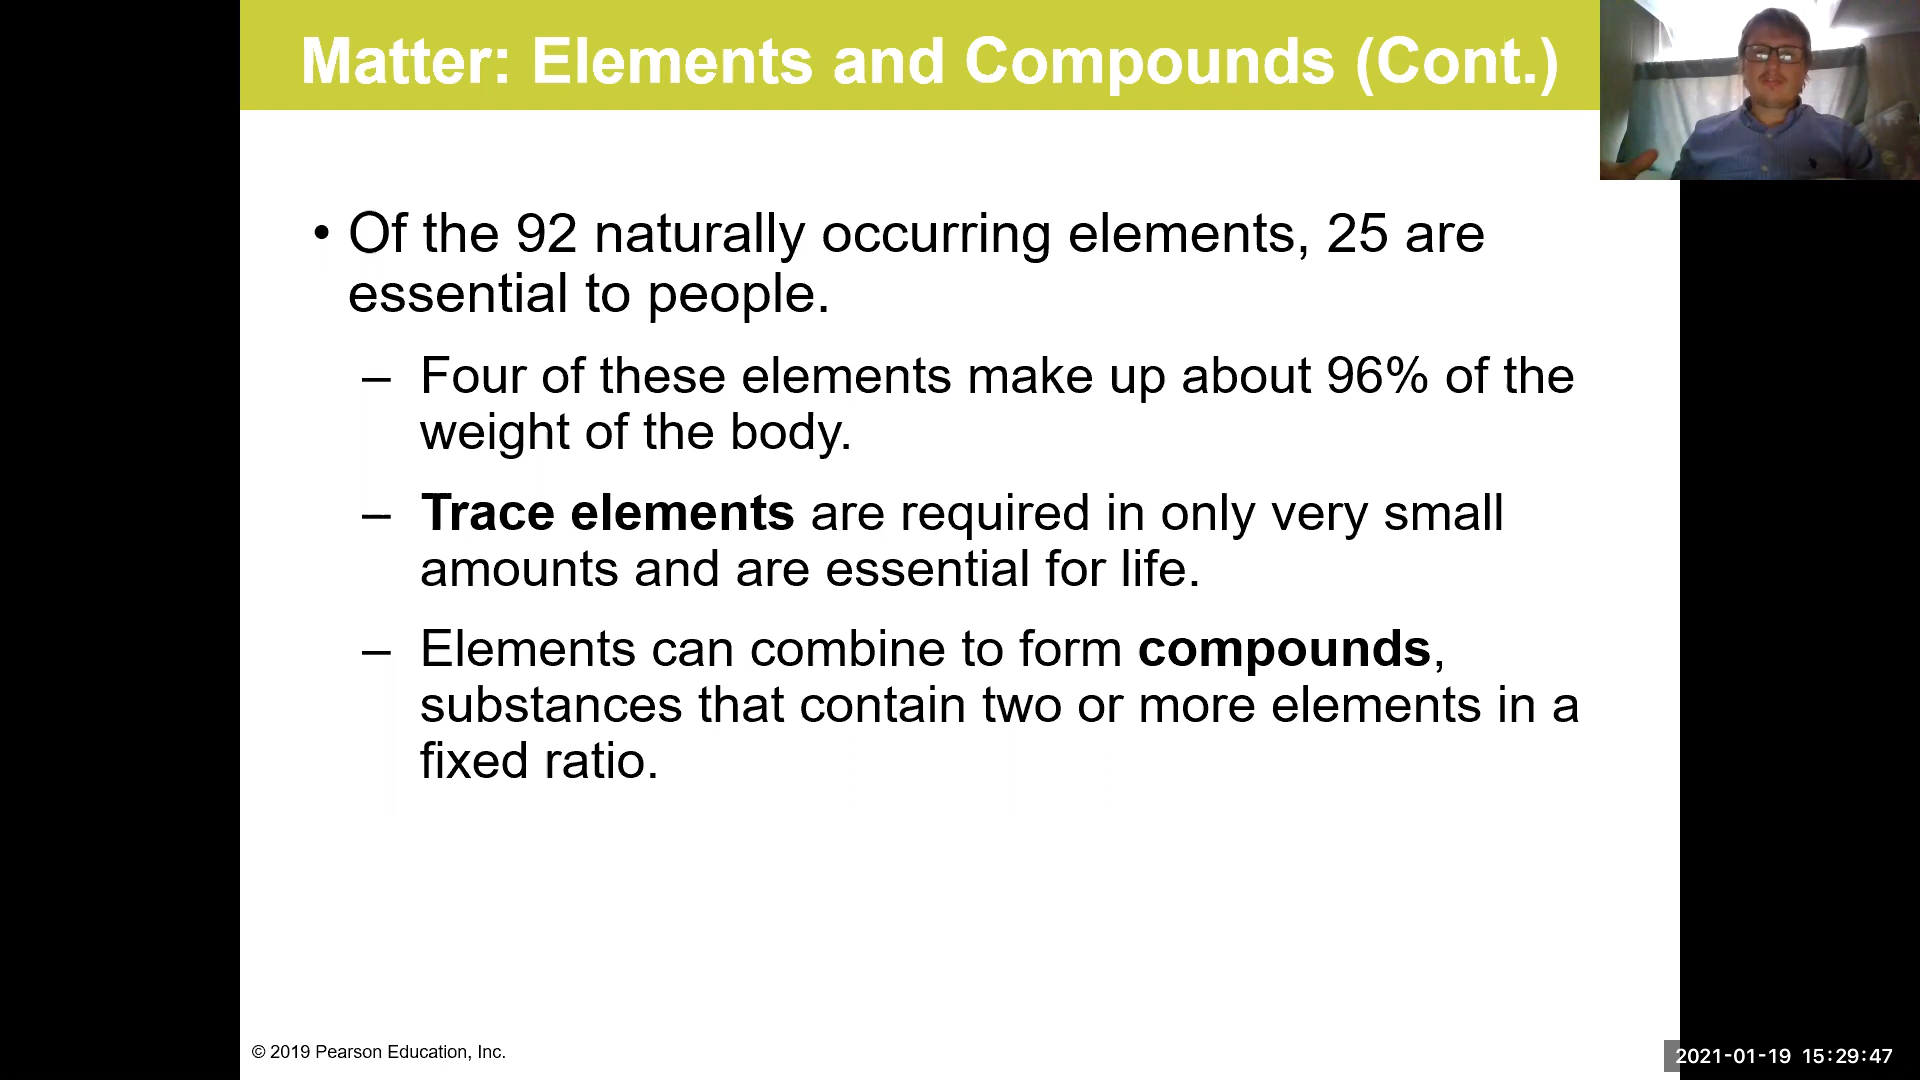 Matter: Elements and Compounds (Cont.)
• Of the 92 naturally occurring elements, 25 are
essential to people.
– Four of these elements make up about 96% of the
weight of the body.
– Trace elements are required in only very small
amounts and are essential for life.
– Elements can combine to form compounds,
substances that contain two or more elements in a
fixed ratio.
© 2019 Pearson Education, Inc.
2021-01-19 15:29:47